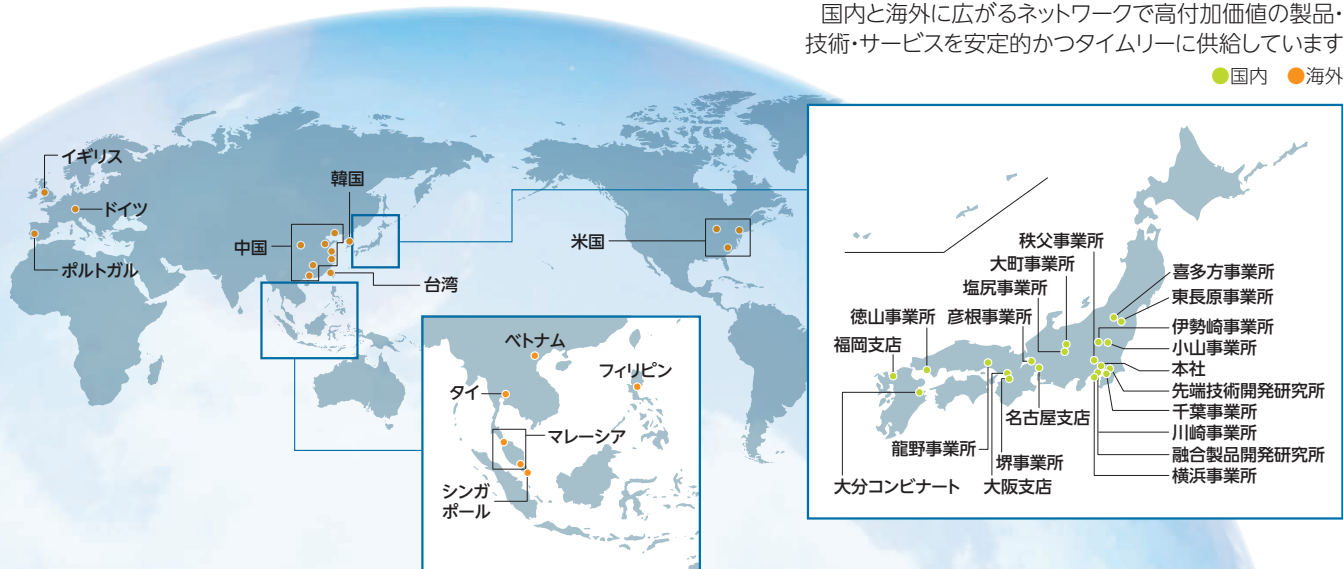 国内と海外に広がるネットワークで高付加価値の製品・
技術・サービスを安定的かつタイムリーに供給しています
●国内 ●海外
イギリス
ドイツ
ポルトガル
韓国
中国
台湾
米国
ベトナム
フィリピン
タイ
マレーシア
シンガ
ポール
秩父事業所
大町事業所
塩尻事業所
徳山事業所
彦根事業所
福岡支店
喜多方事業所
東長原事業所
伊勢崎事業所
小山事業所
本社
先端技術開発研究所
千葉事業所
川崎事業所
融合製品開発研究所
横浜事業所
名古屋支店
龍野事業所
堺事業所
大分コンビナート
大阪支店